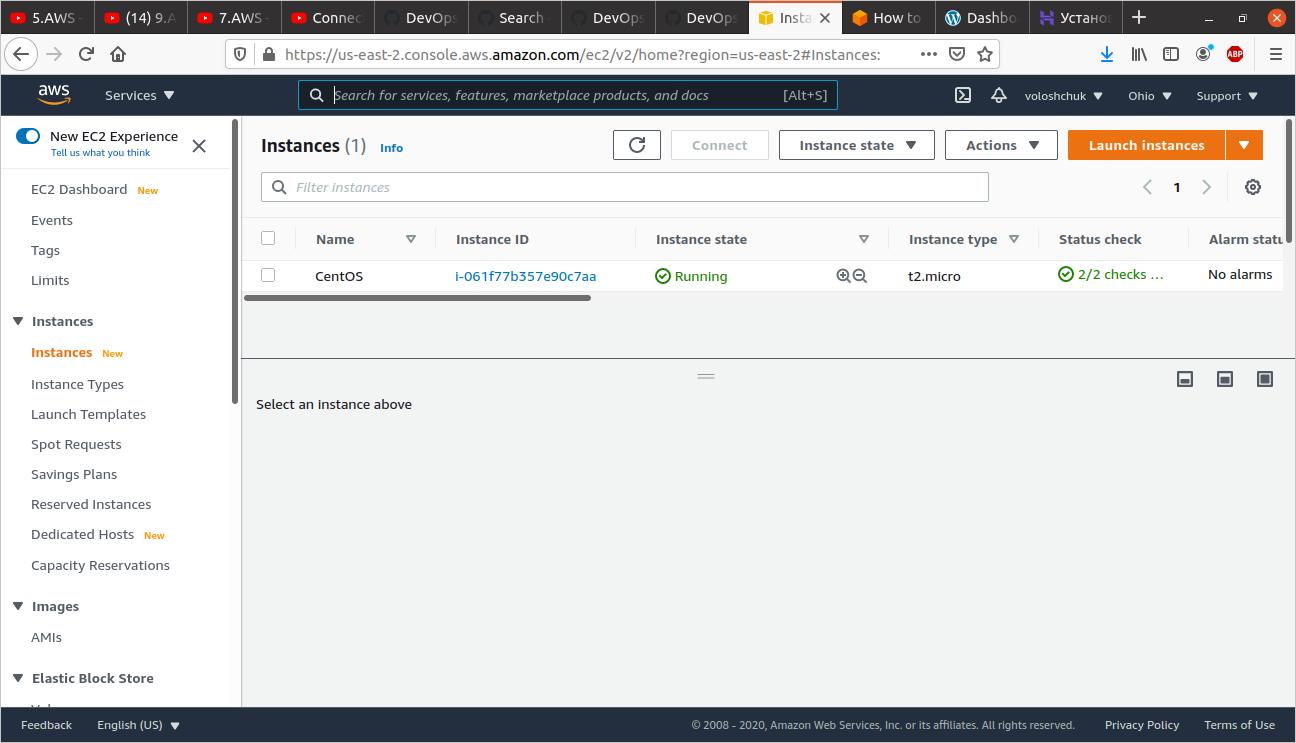 5.AWS
(14) 9.A
7.AWS
Connec
DevOps
Search
DevOps
DevOps
Insta
How to
Dashbo
Установ
https://us-east-2.console.aws.amazon.com/ec2/v2/home?region=us-east-2#Instances:
ABP
aws
Services
Search for services, features, marketplace products, and docs
[Alt+S]
voloshchuk
Ohio
Support
New EC2 Experience
Tell us what you think
EC2 Dashboard New
Events
Tags
Limits
Instances
Instances New
Instance Types
Launch Templates
Spot Requests
Savings Plans
Reserved Instances
Dedicated Hosts New
Capacity Reservations
Images
AMIs
Elastic Block Store
Instances (1) Info
Connect
Instance state
Actions
Launch instances
Filter instances
1
Name
Instance ID
Instance state
Instance type
Status check
Alarm statu
CentOS
i-061f77b357e90c7aa
Running
t2.micro
2/2 checks ...
No alarms
Select an instance above
Feedback
English (US)
© 2008 - 2020, Amazon Web Services, Inc. or its affiliates. All rights reserved.
Privacy Policy
Terms of Use